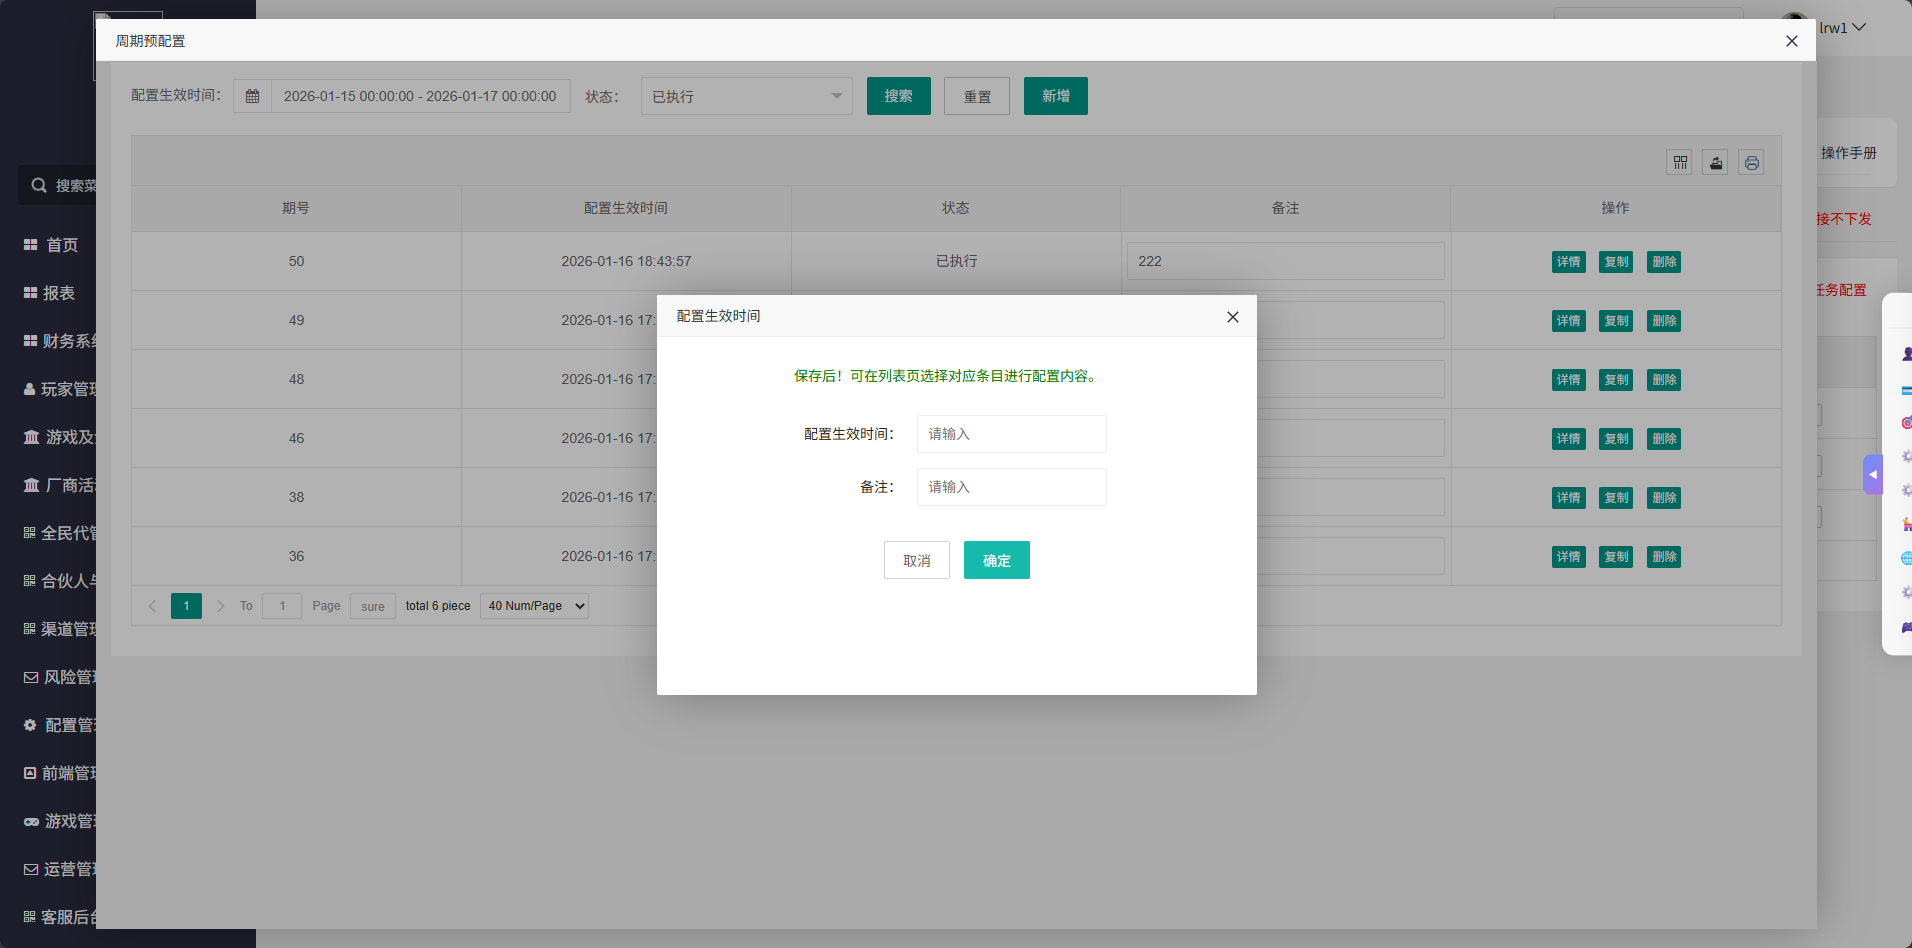 周期预配置
lrw1
配置生效时间： 2026-01-15 00:00:00 - 2026-01-17 00:00:00 状态： 已执行 搜索 重置 新增
操作手册
搜索菜
期号 配置生效时间 状态 备注 操作
接不下发
首页
50 2026-01-16 18:43:57 已执行 222 详情 复制 删除
任务配置
报表
配置生效时间
49 2026-01-16 17: 详情 复制 删除
财务系统
保存后！可在列表页选择对应条目进行配置内容。
48 2026-01-16 17: 详情 复制 删除
玩家管理
配置生效时间： 请输入
46 2026-01-16 17: 详情 复制 删除
游戏及
备注： 请输入
厂商活
38 2026-01-16 17: 详情 复制 删除
全民代管
取消 确定
36 2026-01-16 17: 详情 复制 删除
合伙人与
1 To 1 Page sure total 6 piece 40 Num/Page
渠道管理
风险管理
配置管理
前端管理
游戏管理
运营管理
客服后台